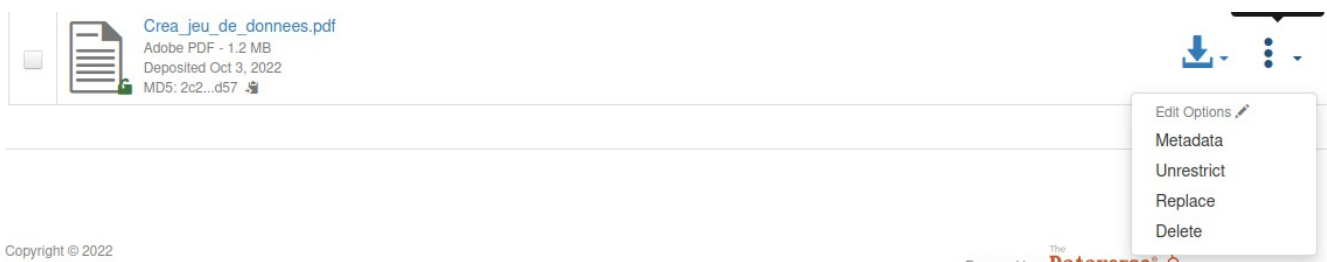 Crea_jeu_de_donnees.pdf
Adobe PDF - 1.2 MB
Deposited Oct 3, 2022
MD5: 2c2...d57
Edit Options
Metadata
Unrestrict
Replace
Delete
Copyright © 2022
The